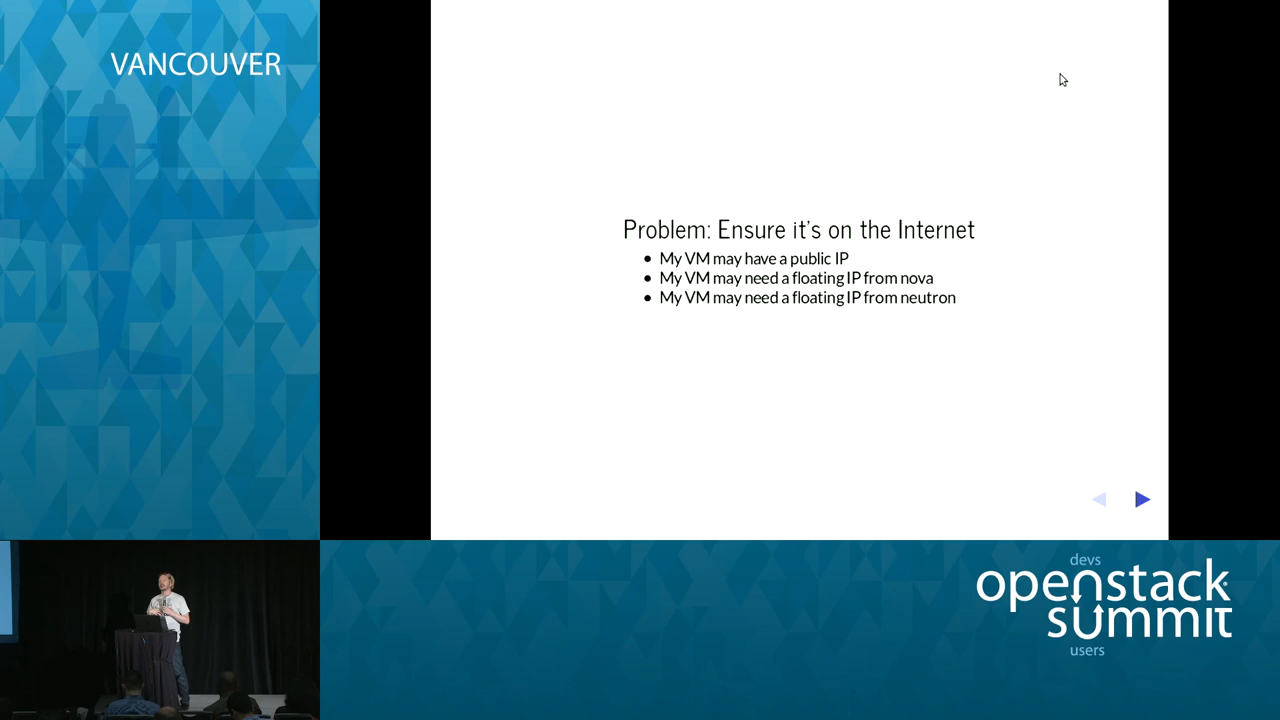 VANCOUVER
Problem: Ensure it's on the Internet
• My VM may have a public IP
• My VM may need a floating IP from nova
• My VM may need a floating IP from neutron
devs
openstack
summit
users